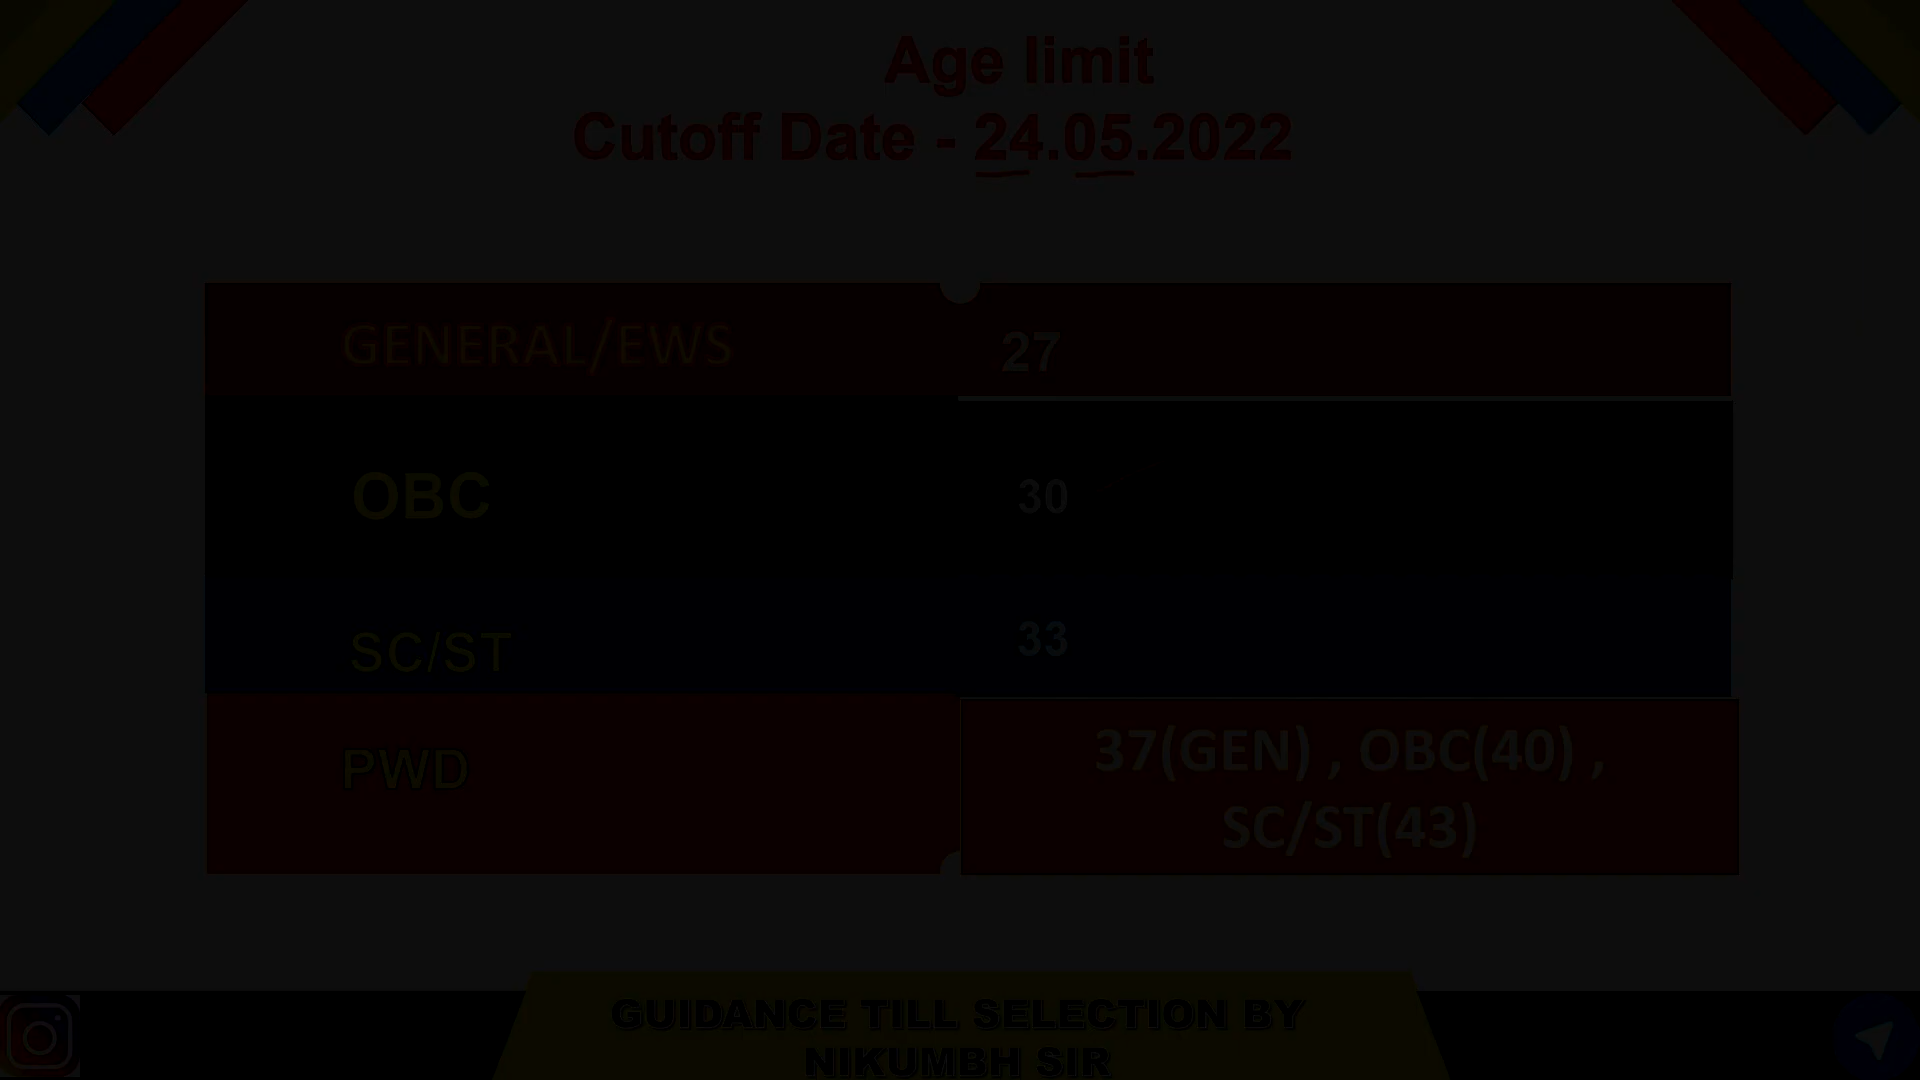 Age limit
Cutoff Date - 24.05.2022
GENERAL/EWS 27
OBC 30
SC/ST 33
PWD 37(GEN) , OBC(40) ,
SC/ST(43)
GUIDANCE TILL SELECTION BY
NIKUMBH SIR